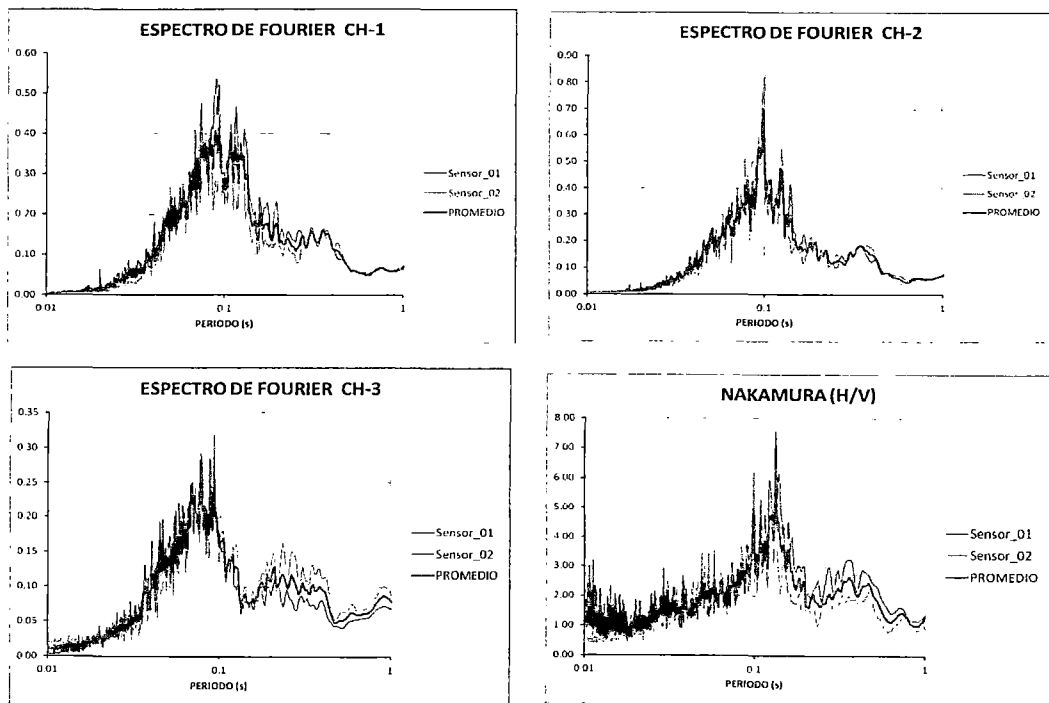 ESPECTRO DE FOURIER CH-1
0.60
0.50
0.40
0.30
0.20
0.10
0.00
0.01
0.1
1
PERIODO (s)
Sensor_01
Sensor_02
PROMEDIO
ESPECTRO DE FOURIER CH-2
0.90
0.80
0.70
0.60
0.50
0.40
0.30
0.20
0.10
0.00
0.01
0.1
1
PERIODO (s)
Sensor_01
Sensor_02
PROMEDIO
ESPECTRO DE FOURIER CH-3
0.35
0.30
0.25
0.20
0.15
0.10
0.05
0.00
0.01
0.1
1
PERIODO (s)
Sensor_01
Sensor_02
PROMEDIO
NAKAMURA (H/V)
8.00
7.00
6.00
5.00
4.00
3.00
2.00
1.00
0.00
0.01
0.1
1
PERIODO (s)
Sensor_01
Sensor_02
PROMEDIO